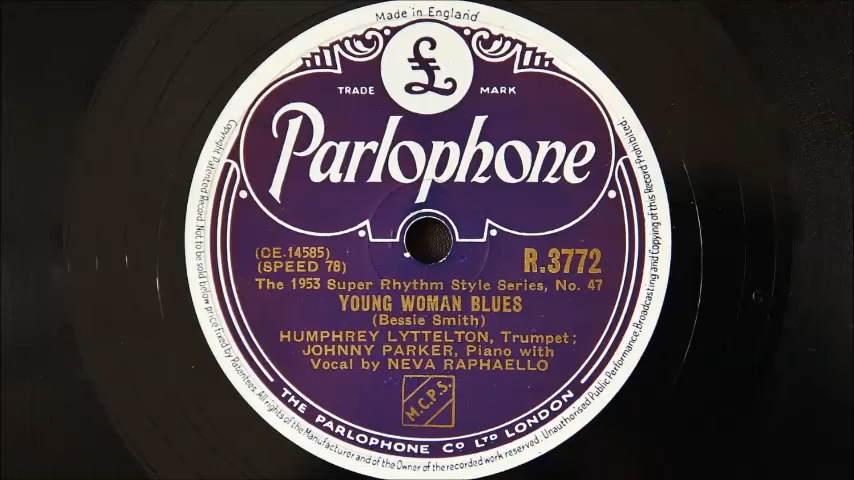 Made in England
£
TRADE MARK
Parlophone
(CE.14585)
(SPEED 78)
R.3772
The 1953 Super Rhythm Style Series, No. 47
YOUNG WOMAN BLUES
(Bessie Smith)
HUMPHREY LYTTELTON, Trumpet;
JOHNNY PARKER, Piano with
Vocal by NEVA RAPHAELLO
M.C.P.S.
THE PARLOPHONE CO LTD LONDON
Copyright Patented Record. Not to be sold below price fixed by Patentees. All rights of the Manufacturer and of the Owner of the recorded work reserved. Unauthorised Public Performance, Broadcasting and Copying of this Record Prohibited.